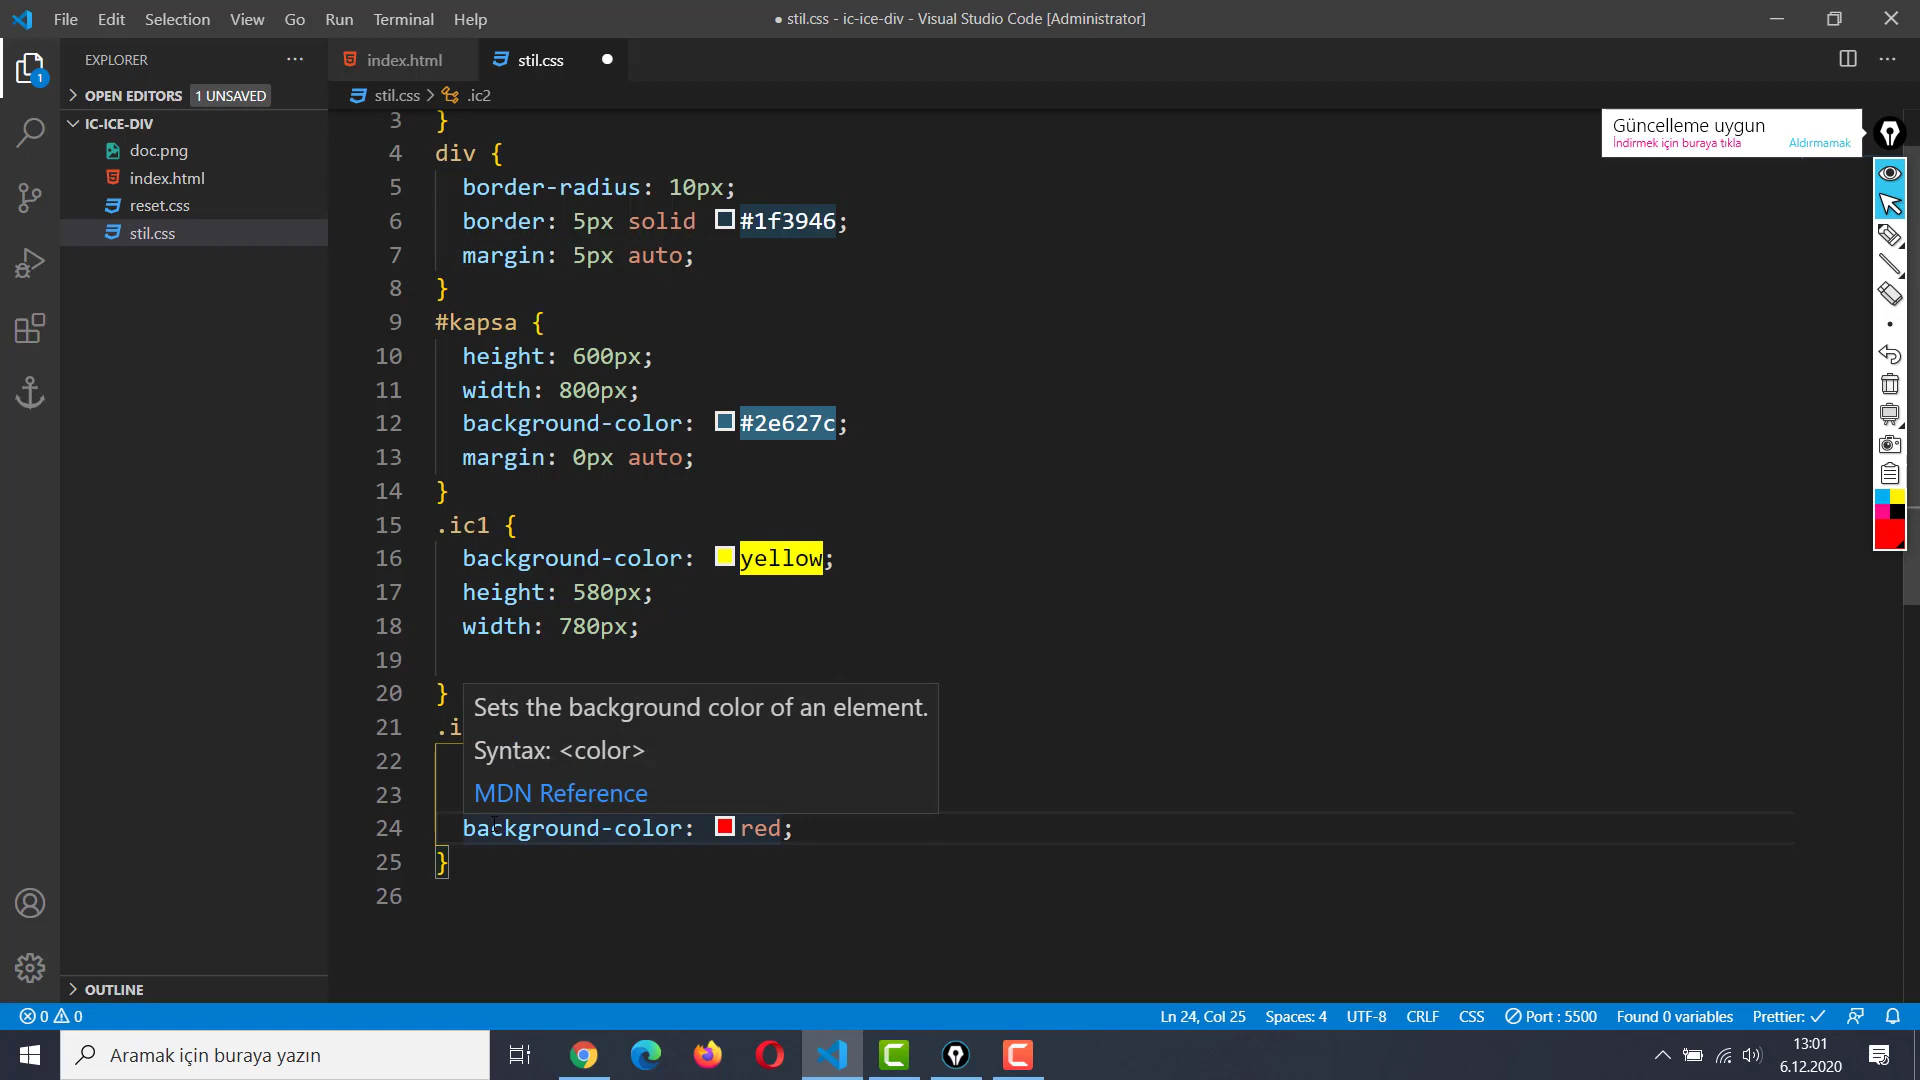 File Edit Selection View Go Run Terminal Help
● stil.css - ic-ice-div - Visual Studio Code [Administrator]
EXPLORER
index.html
stil.css
OPEN EDITORS 1 UNSAVED
stil.css > .ic2
IC-ICE-DIV
doc.png
index.html
reset.css
stil.css
3 }
4 div {
5 border-radius: 10px;
6 border: 5px solid #1f3946;
7 margin: 5px auto;
8 }
9 #kapsa {
10 height: 600px;
11 width: 800px;
12 background-color: #2e627c;
13 margin: 0px auto;
14 }
15 .ic1 {
16 background-color: yellow;
17 height: 580px;
18 width: 780px;
19
20 }
21 .i
22
23
24 background-color: red;
25 }
26
Sets the background color of an element.
Syntax: <color>
MDN Reference
Güncelleme uygun
İndirmek için buraya tıkla Aldırmamak
1
OUTLINE
0 0
Ln 24, Col 25 Spaces: 4 UTF-8 CRLF CSS Port : 5500 Found 0 variables Prettier: ✓
Aramak için buraya yazın
13:01
6.12.2020